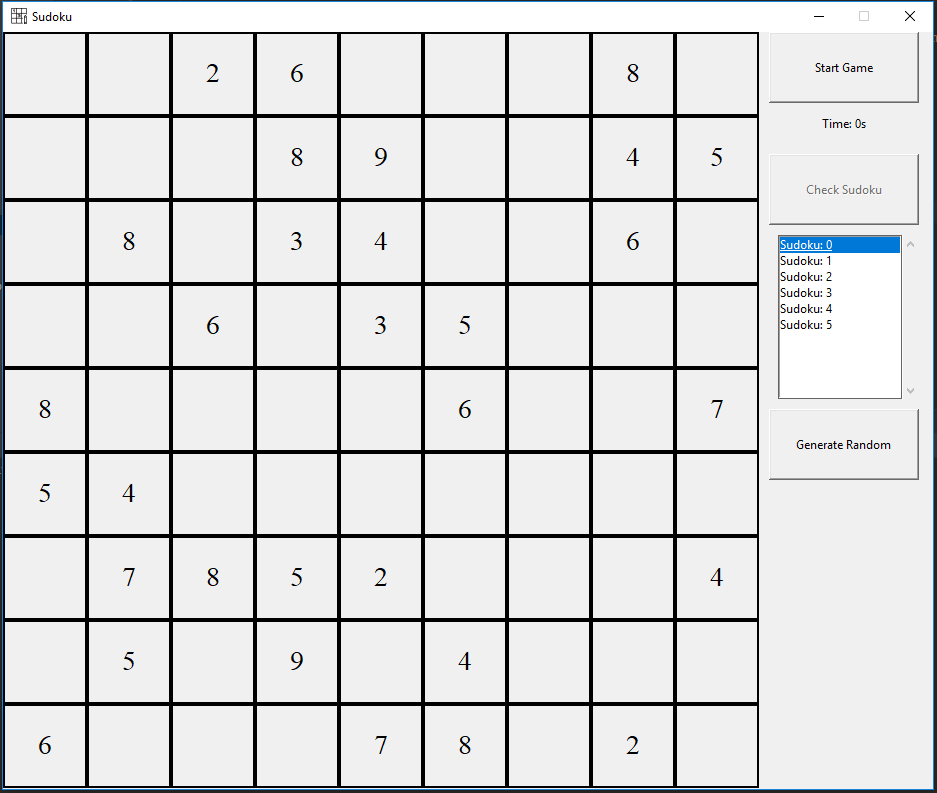 Sudoku
2 6 8
8 9 4 5
8 3 4 6
6 3 5
8 6 7
5 4
7 8 5 2 4
5 9 4
6 7 8 2
Start Game
Time: 0s
Check Sudoku
Sudoku: 0
Sudoku: 1
Sudoku: 2
Sudoku: 3
Sudoku: 4
Sudoku: 5
Generate Random